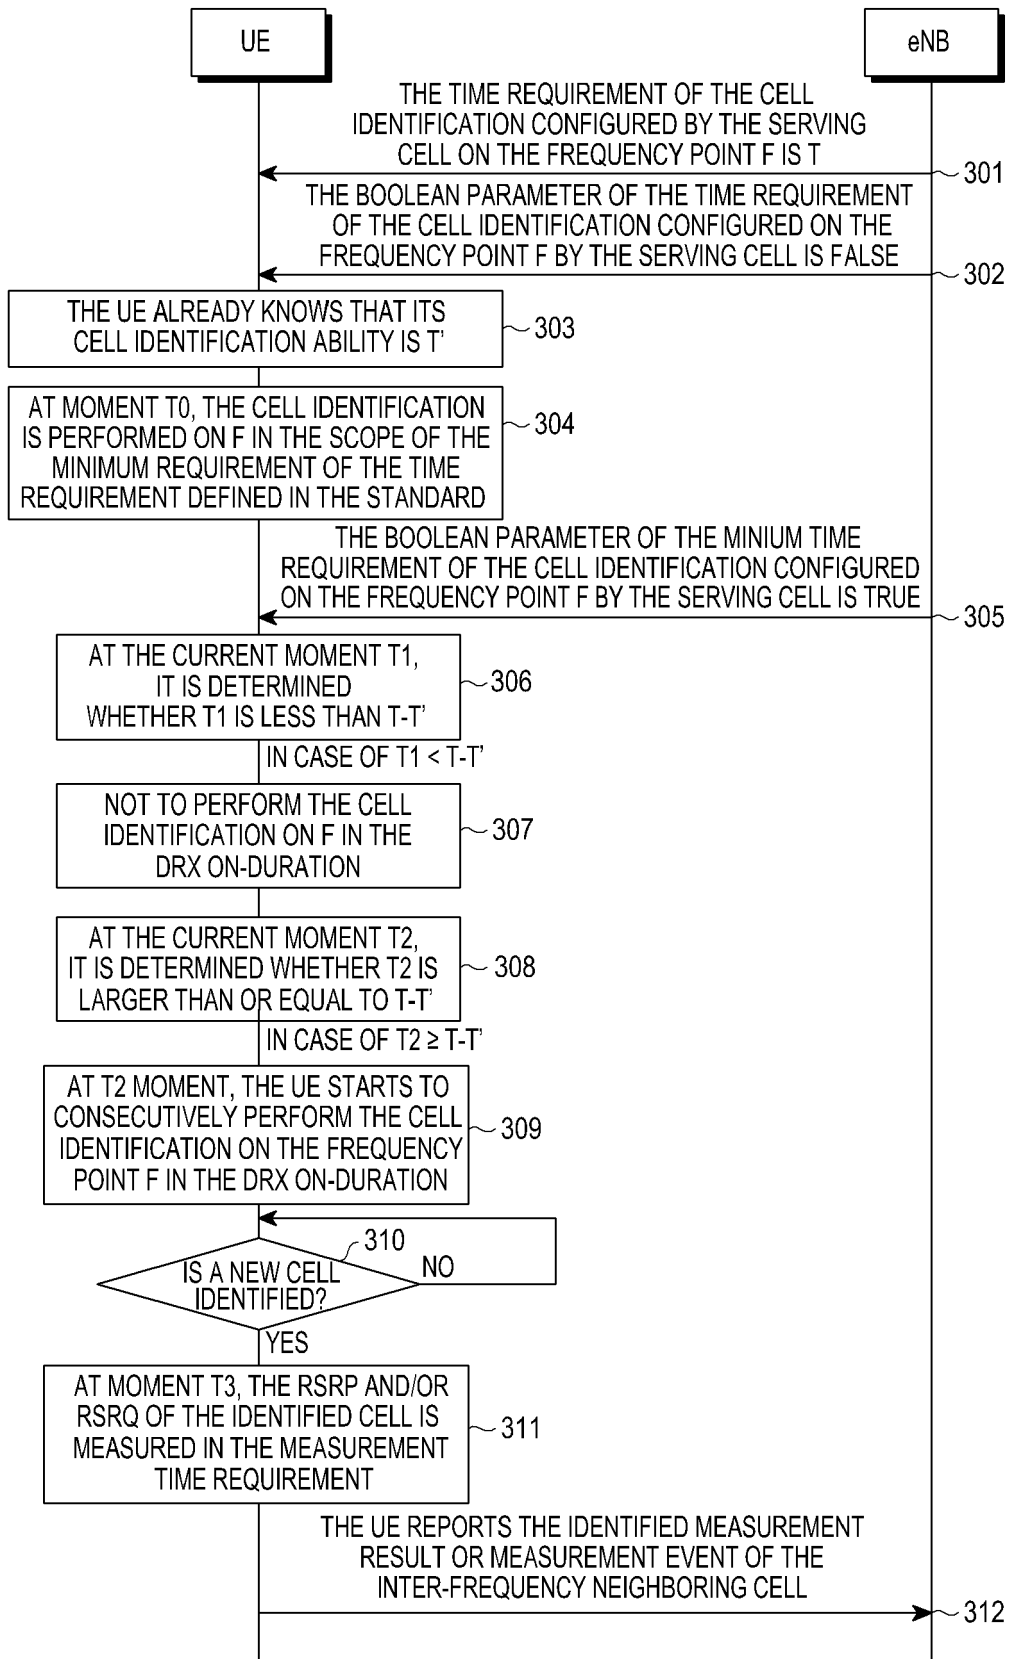 UE
eNB
THE TIME REQUIREMENT OF THE CELL
IDENTIFICATION CONFIGURED BY THE SERVING
CELL ON THE FREQUENCY POINT F IS T
301
THE BOOLEAN PARAMETER OF THE TIME REQUIREMENT
OF THE CELL IDENTIFICATION CONFIGURED ON THE
FREQUENCY POINT F BY THE SERVING CELL IS FALSE
302
THE UE ALREADY KNOWS THAT ITS
CELL IDENTIFICATION ABILITY IS T'
303
AT MOMENT T0, THE CELL IDENTIFICATION
IS PERFORMED ON F IN THE SCOPE OF THE
MINIMUM REQUIREMENT OF THE TIME
REQUIREMENT DEFINED IN THE STANDARD
304
THE BOOLEAN PARAMETER OF THE MINIUM TIME
REQUIREMENT OF THE CELL IDENTIFICATION CONFIGURED
ON THE FREQUENCY POINT F BY THE SERVING CELL IS TRUE
305
AT THE CURRENT MOMENT T1,
IT IS DETERMINED
WHETHER T1 IS LESS THAN T-T'
306
IN CASE OF T1 < T-T'
NOT TO PERFORM THE CELL
IDENTIFICATION ON F IN THE
DRX ON-DURATION
307
AT THE CURRENT MOMENT T2,
IT IS DETERMINED WHETHER T2 IS
LARGER THAN OR EQUAL TO T-T'
308
IN CASE OF T2 ≥ T-T'
AT T2 MOMENT, THE UE STARTS TO
CONSECUTIVELY PERFORM THE CELL
IDENTIFICATION ON THE FREQUENCY
POINT F IN THE DRX ON-DURATION
309
310
IS A NEW CELL
IDENTIFIED?
NO
YES
AT MOMENT T3, THE RSRP AND/OR
RSRQ OF THE IDENTIFIED CELL IS
MEASURED IN THE MEASUREMENT
TIME REQUIREMENT
311
THE UE REPORTS THE IDENTIFIED MEASUREMENT
RESULT OR MEASUREMENT EVENT OF THE
INTER-FREQUENCY NEIGHBORING CELL
312